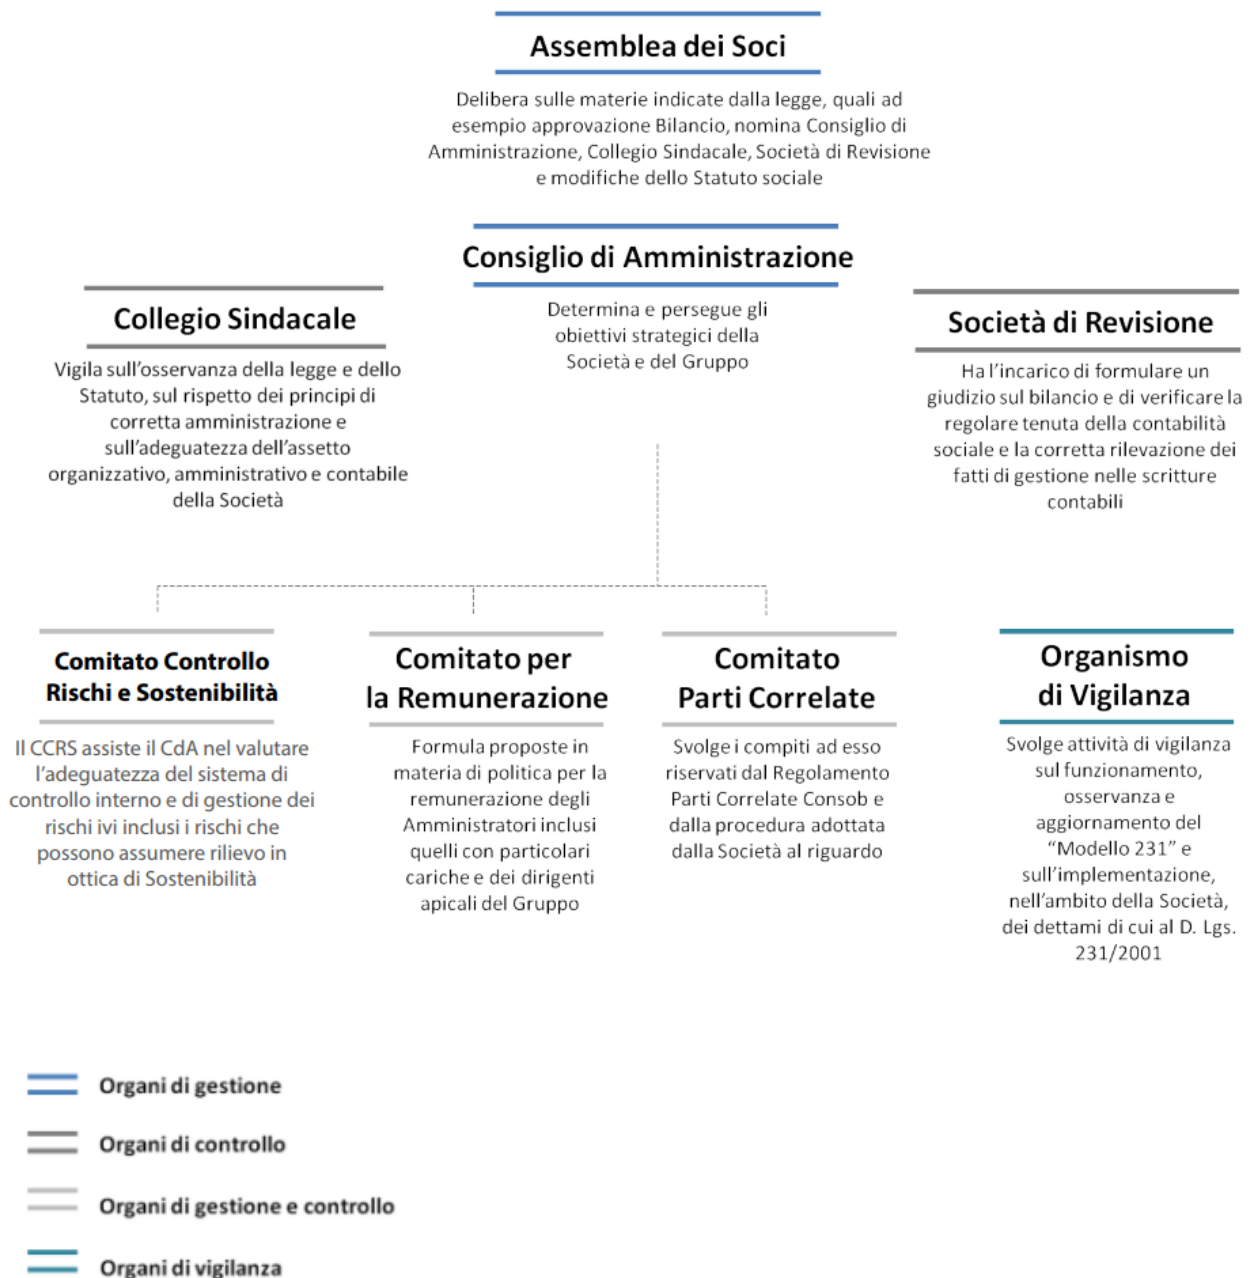 Assemblea dei Soci
Delibera sulle materie indicate dalla legge, quali ad
esempio approvazione Bilancio, nomina Consiglio di
Amministrazione, Collegio Sindacale, Società di Revisione
e modifiche dello Statuto sociale
Consiglio di Amministrazione
Determina e persegue gli
obiettivi strategici della
Società e del Gruppo
Collegio Sindacale
Vigila sull’osservanza della legge e dello
Statuto, sul rispetto dei principi di
corretta amministrazione e
sull’adeguatezza dell’assetto
organizzativo, amministrativo e contabile
della Società
Società di Revisione
Ha l’incarico di formulare un
giudizio sul bilancio e di verificare la
regolare tenuta della contabilità
sociale e la corretta rilevazione dei
fatti di gestione nelle scritture
contabili
Comitato Controllo
Rischi e Sostenibilità
Il CCRS assiste il CdA nel valutare
l’adeguatezza del sistema di
controllo interno e di gestione dei
rischi ivi inclusi i rischi che
possono assumere rilievo in
ottica di Sostenibilità
Comitato per
la Remunerazione
Formula proposte in
materia di politica per la
remunerazione degli
Amministratori inclusi
quelli con particolari
cariche e dei dirigenti
apicali del Gruppo
Comitato
Parti Correlate
Svolge i compiti ad esso
riservati dal Regolamento
Parti Correlate Consob e
dalla procedura adottata
dalla Società al riguardo
Organismo
di Vigilanza
Svolge attività di vigilanza
sul funzionamento,
osservanza e
aggiornamento del
“Modello 231” e
sull’implementazione,
nell’ambito della Società,
dei dettami di cui al D. Lgs.
231/2001
Organi di gestione
Organi di controllo
Organi di gestione e controllo
Organi di vigilanza